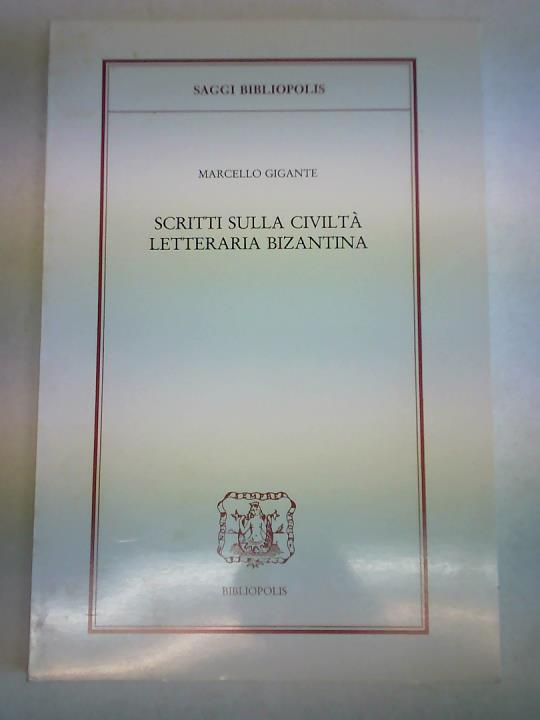 SAGGI BIBLIOPOLIS
MARCELLO GIGANTE
SCRITTI SULLA CIVILTÀ
LETTERARIA BIZANTINA
BIBLIOPOLIS